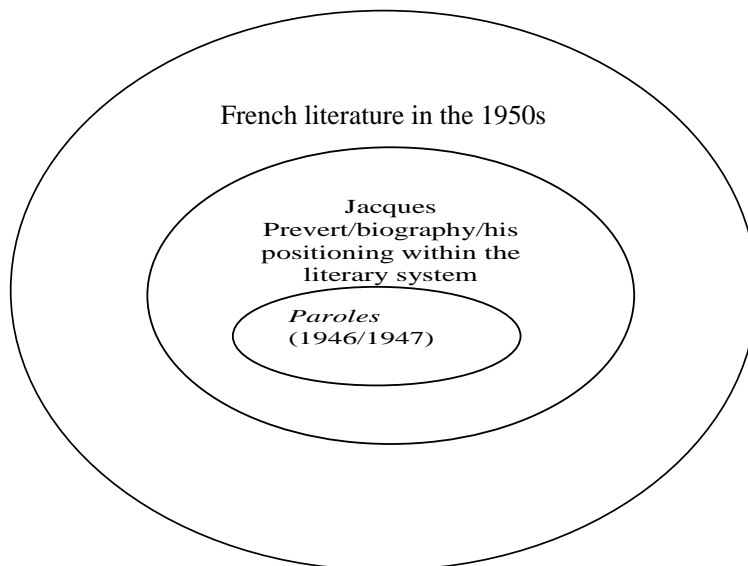 French literature in the 1950s
Jacques
Prevert/biography/his
positioning within the
literary system
Paroles
(1946/1947)